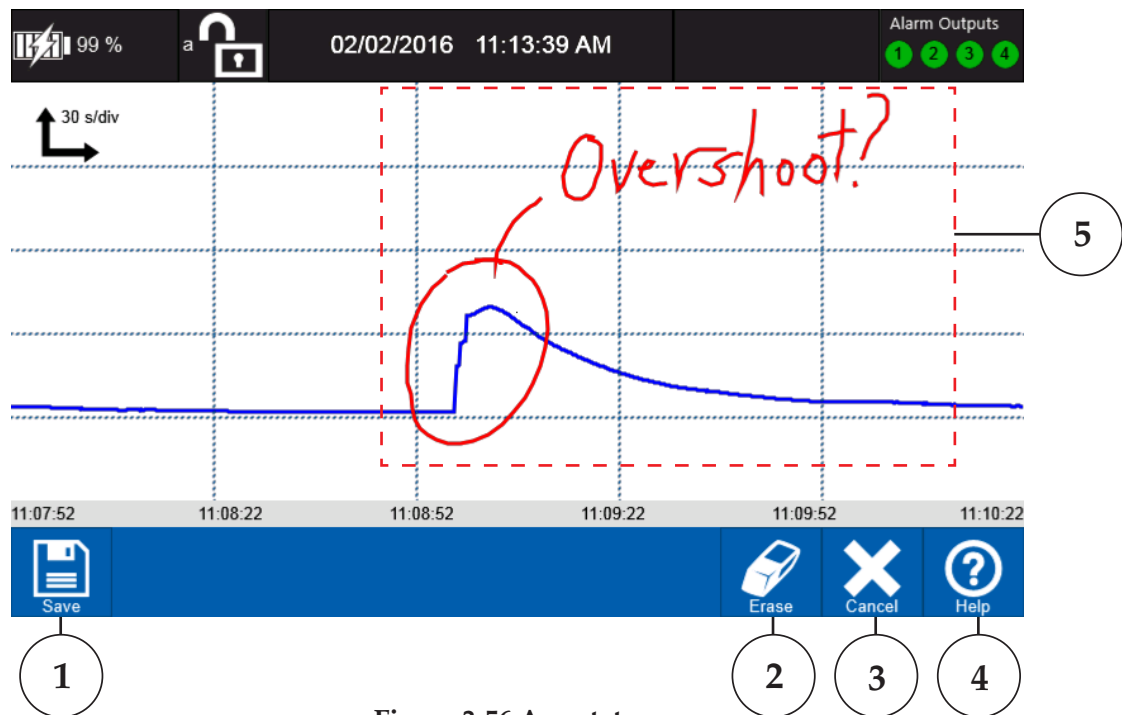 99 %
a
02/02/2016 11:13:39 AM
Alarm Outputs
1 2 3 4
30 s/div
Overshoot?
5
11:07:52 11:08:22 11:08:52 11:09:22 11:09:52 11:10:22
Save
Erase
Cancel
Help
1
2
3
4